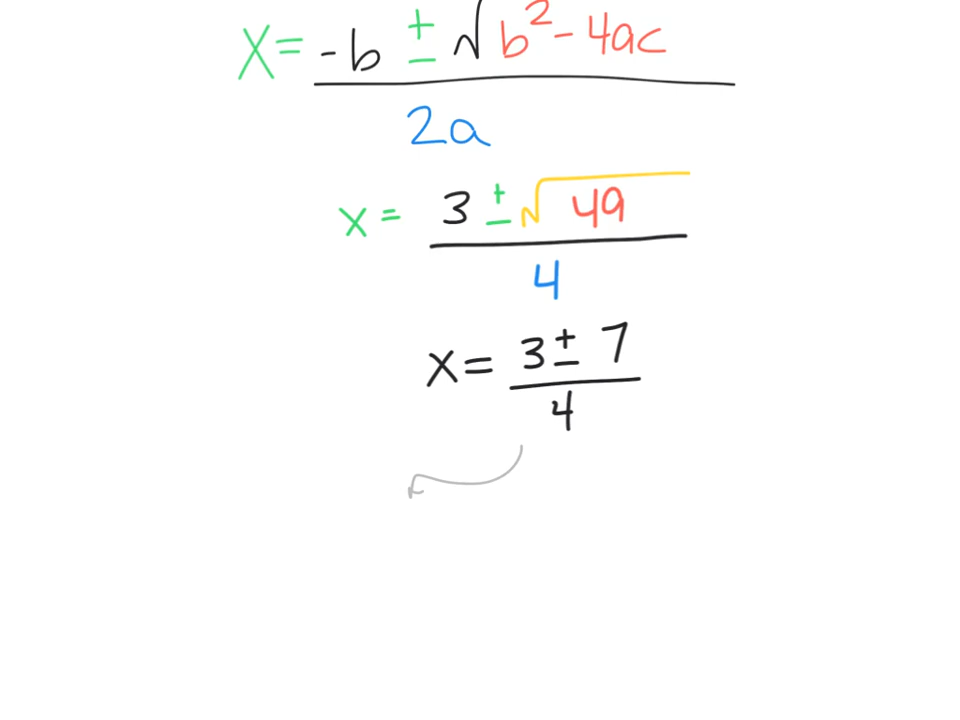 X = -b ± √b² - 4ac
2a
x = 3 ± √49
4
x = 3 ± 7
4